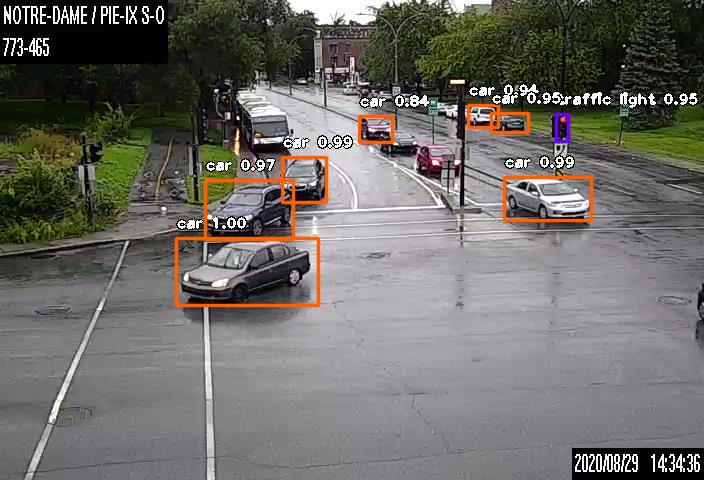 NOTRE-DAME / PIE-IX S-O
773-465
car 0.84
car 0.94
car 0.95
traffic light 0.95
car 0.99
car 0.97
car 0.99
car 1.00
2020/08/29 14:34:36